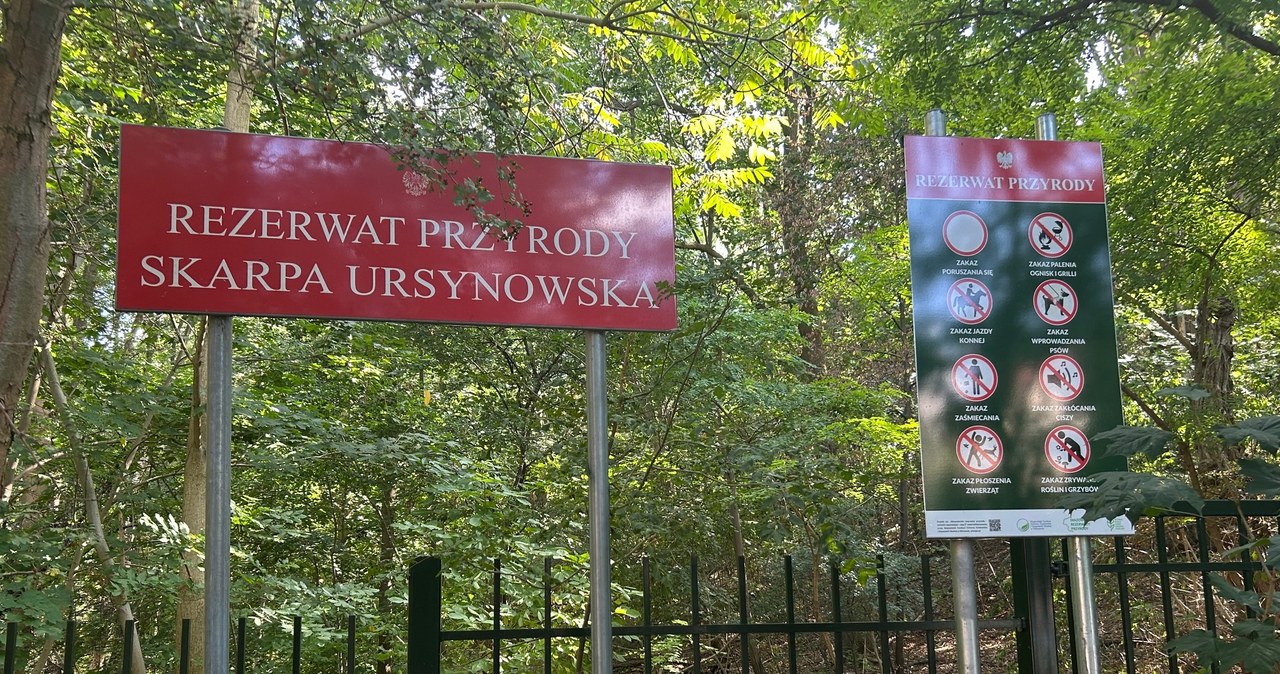 REZERWAT PRZYRODY
SKARPA URSYNOWSKA
REZERWAT PRZYRODY
ZAKAZ
PORUSZANIA SIĘ
ZAKAZ PALENIA
OGNISK I GRILLI
ZAKAZ JAZDY
KONNEJ
ZAKAZ
WPROWADZANIA
PSÓW
ZAKAZ
ZAŚMIECANIA
ZAKAZ ZAKŁÓCANIA
CISZY
ZAKAZ PŁOSZENIA
ZWIERZĄT
ZAKAZ
ROŚLIN I GRZYBÓW